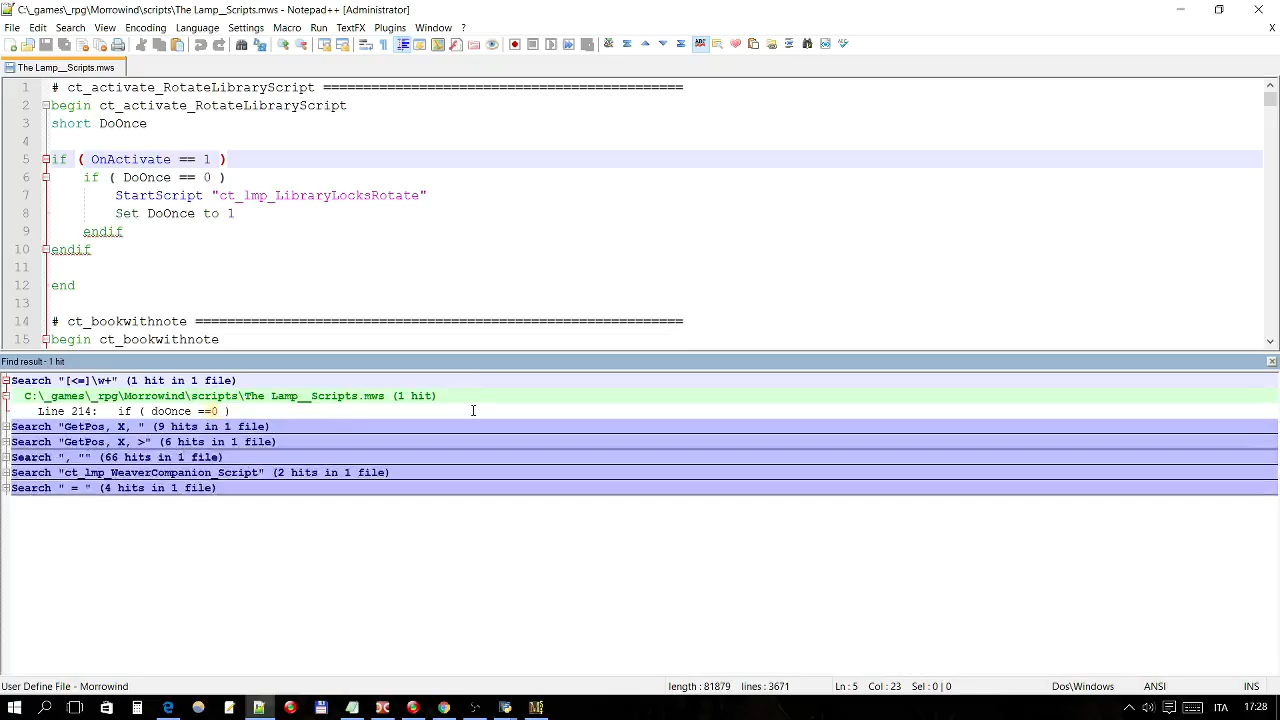 C:\_games\_rpg\Morrowind\scripts\The Lamp__Scripts.mws - Notepad++ [Administrator]
File Edit Search View Encoding Language Settings Macro Run Plugins TextFX Window ? X
The Lamp__Scripts.mws
1 # ct_activate_RotateLibraryScript =============================================
2 begin ct_activate_RotateLibraryScript
3 short DoOnce
4
5 if ( OnActivate == 1 )
6 if ( DoOnce == 0 )
7 StartScript "ct_lmp_LibraryLocksRotate"
8 Set DoOnce to 1
9 endif
10 endif
11
12 end
13
14 # ct_bookwithnote =============================================================
15 begin ct_bookwithnote
Find result - 1 hit
Search "[<=]\w+" (1 hit in 1 file)
C:\_games\_rpg\Morrowind\scripts\The Lamp__Scripts.mws (1 hit)
Line 214: if ( doOnce ==0 )
Search "GetPos, X, " (9 hits in 1 file)
Search "GetPos, X, >" (6 hits in 1 file)
Search ", "" (66 hits in 1 file)
Search "ct_lmp_WeaverCompanion_Script" (2 hits in 1 file)
Search " = " (4 hits in 1 file)
User Define File - Morrowind length : 81879 lines : 3671 Ln : 5 Col : 23 Sel : 0 | 0 Dos\Windows ANSI INS
ITA 17:28